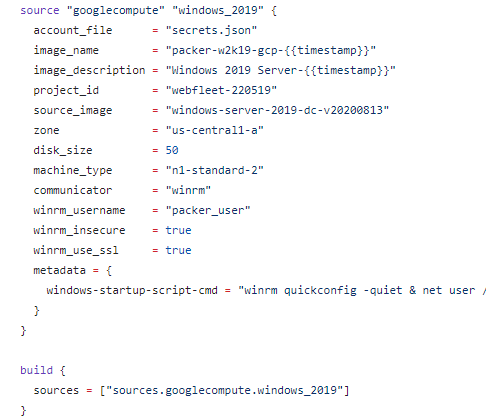 source "googlecompute" "windows_2019" {
  account_file      = "secrets.json"
  image_name        = "packer-w2k19-gcp-{{timestamp}}"
  image_description = "Windows 2019 Server-{{timestamp}}"
  project_id        = "webfleet-220519"
  source_image      = "windows-server-2019-dc-v20200813"
  zone              = "us-central1-a"
  disk_size         = 50
  machine_type      = "n1-standard-2"
  communicator      = "winrm"
  winrm_username    = "packer_user"
  winrm_insecure    = true
  winrm_use_ssl     = true
  metadata = {
    windows-startup-script-cmd = "winrm quickconfig -quiet & net user /
  }
}

build {
  sources = ["sources.googlecompute.windows_2019"]
}